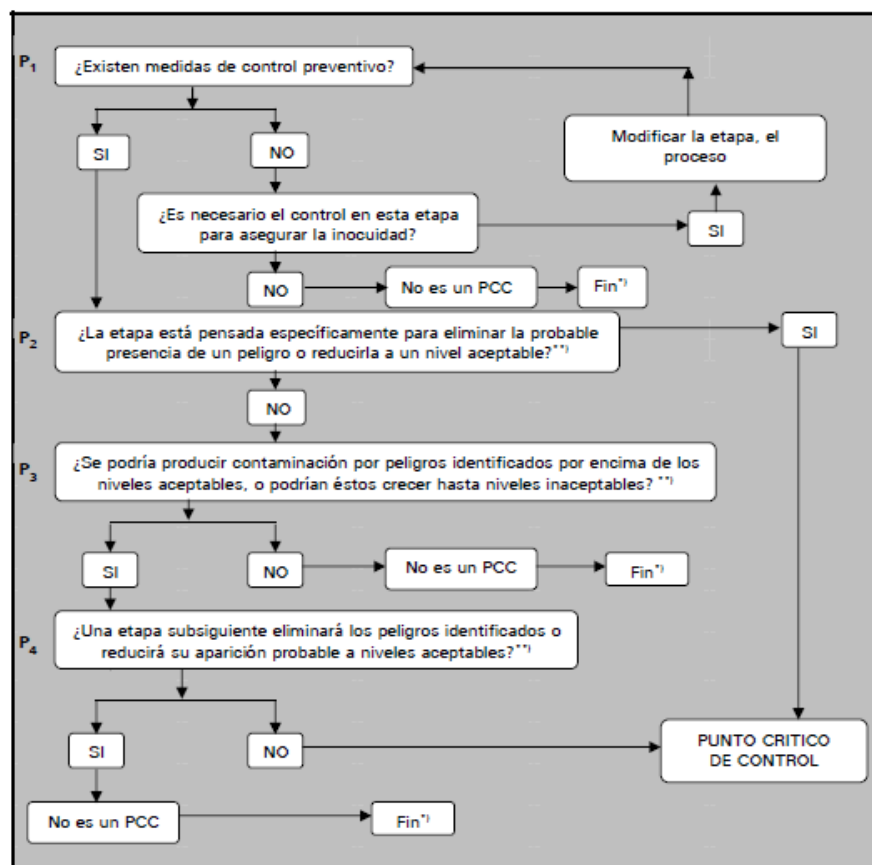 P1
¿Existen medidas de control preventivo?
SI
NO
Modificar la etapa, el
proceso
¿Es necesario el control en esta etapa
para asegurar la inocuidad?
SI
NO
No es un PCC
Fin*)
P2
¿La etapa está pensada específicamente para eliminar la probable
presencia de un peligro o reducirla a un nivel aceptable?**)
SI
NO
P3
¿Se podría producir contaminación por peligros identificados por encima de los
niveles aceptables, o podrían éstos crecer hasta niveles inaceptables? **)
SI
NO
No es un PCC
Fin*)
P4
¿Una etapa subsiguiente eliminará los peligros identificados o
reducirá su aparición probable a niveles aceptables?**)
SI
NO
PUNTO CRITICO
DE CONTROL
No es un PCC
Fin*)